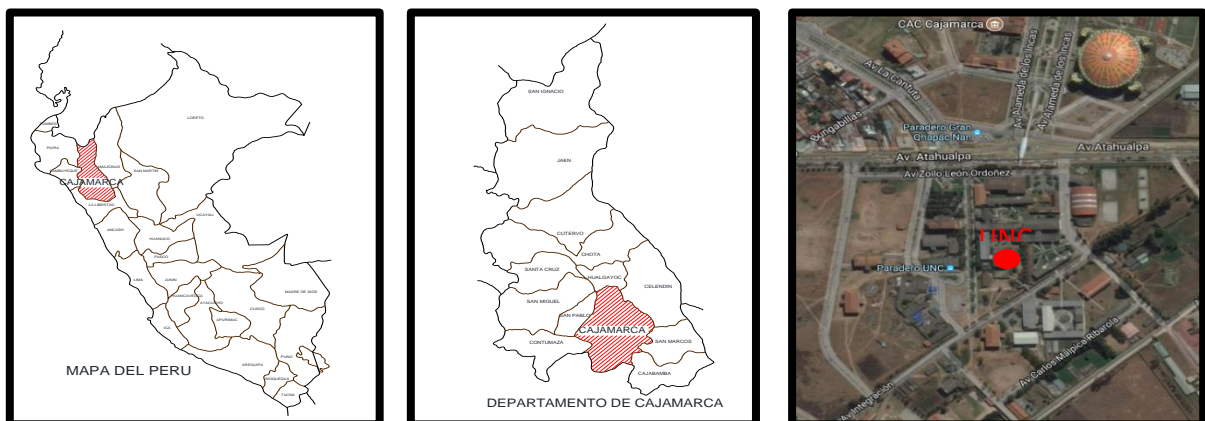 LORETO
TUMBES
PIURA
AMAZONAS
LAMBAYEQUE
SAN MARTIN
CAJAMARCA
LA LIBERTAD
UCAYALI
ANCASH
HUANUCO
PASCO
LIMA
JUNIN
MADRE DE DIOS
HUANCAVELICA
AYACUCHO
CUSCO
APURIMAC
ICA
PUNO
AREQUIPA
MOQUEGUA
TACNA
MAPA DEL PERU
SAN IGNACIO
JAEN
CUTERVO
CHOTA
SANTA CRUZ
HUALGAYOC
CELENDIN
SAN MIGUEL
SAN PABLO
CAJAMARCA
CONTUMAZA
SAN MARCOS
CAJABAMBA
DEPARTAMENTO DE CAJAMARCA
CAC Cajamarca
Av Alameda de los Incas
Av Alameda de los Incas
Av La Cantuta
Bungabillas
Paradero Gran
Qhapac Ñan
Av. Atahualpa
Av Atahualpa
Av Zoilo León Ordoñez
UNC
Paradero UNC
Av. Integración
Av. Carlos Malpica Ribarola